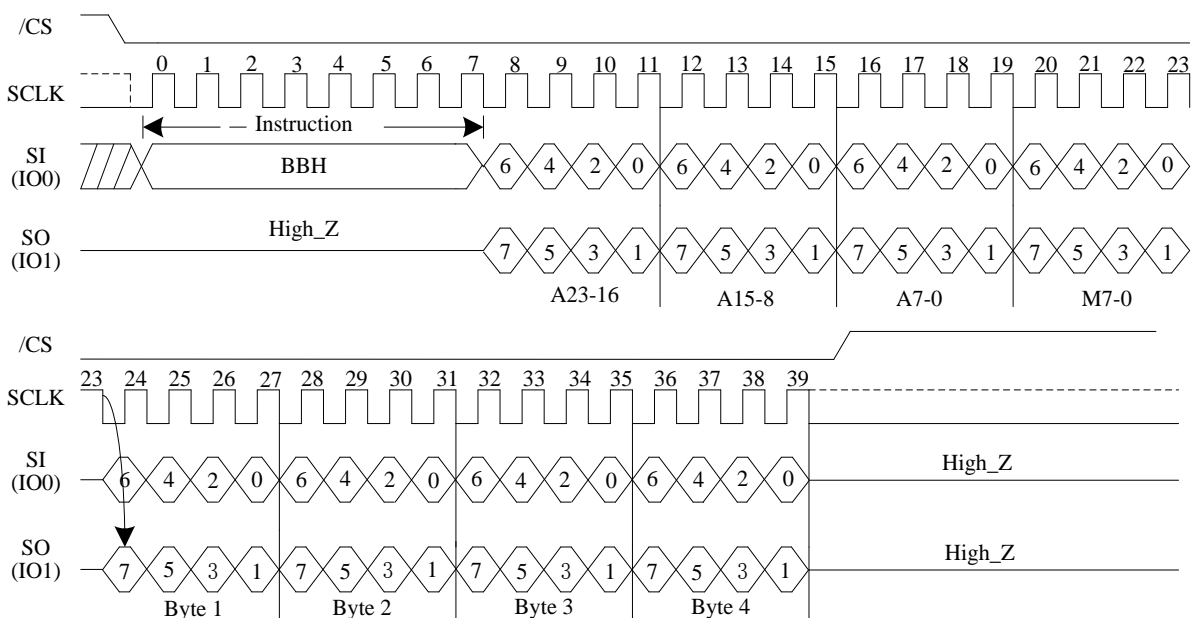 /CS
0 1 2 3 4 5 6 7 8 9 10 11 12 13 14 15 16 17 18 19 20 21 22 23
SCLK
Instruction
SI
(IO0)
BBH
6 4 2 0 6 4 2 0 6 4 2 0 6 4 2 0
High_Z
SO
(IO1)
7 5 3 1 7 5 3 1 7 5 3 1 7 5 3 1
A23-16 A15-8 A7-0 M7-0
/CS
23 24 25 26 27 28 29 30 31 32 33 34 35 36 37 38 39
SCLK
SI
(IO0)
6 4 2 0 6 4 2 0 6 4 2 0 6 4 2 0
High_Z
SO
(IO1)
7 5 3 1 7 5 3 1 7 5 3 1 7 5 3 1
High_Z
Byte 1 Byte 2 Byte 3 Byte 4